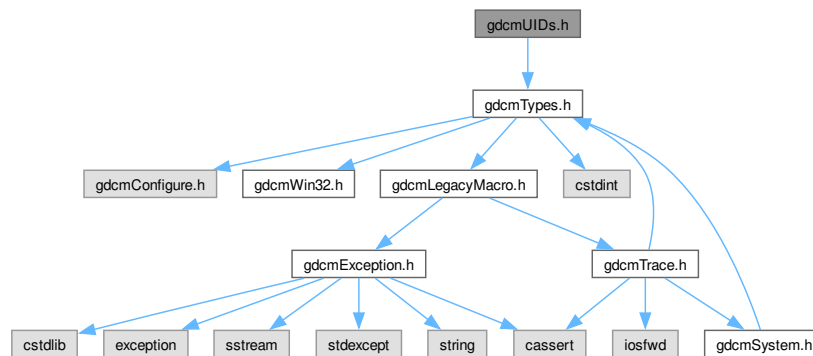 gdcmUIDs.h
gdcmTypes.h
gdcmConfigure.h
gdcmWin32.h
gdcmLegacyMacro.h
cstdint
gdcmException.h
gdcmTrace.h
cstdlib
exception
sstream
stdexcept
string
cassert
iosfwd
gdcmSystem.h